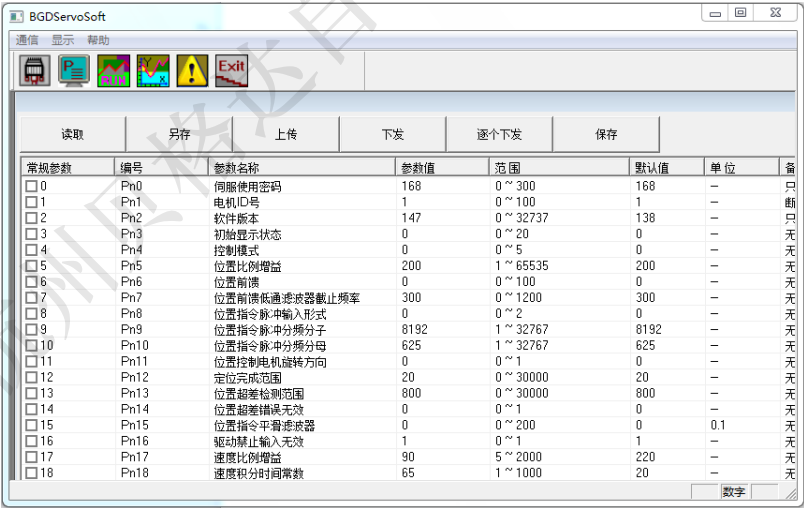 BGDServoSoft
通信 显示 帮助
Exit
读取 另存 上传 下发 逐个下发 保存
常规参数 编号 参数名称 参数值 范围 默认值 单位 备
0 Pn0 伺服使用密码 168 0 ~ 300 168 — 只
1 Pn1 电机ID号 1 0 ~ 100 1 — 断
2 Pn2 软件版本 147 0 ~ 32737 138 — 只
3 Pn3 初始显示状态 0 0 ~ 20 0 — 无
4 Pn4 控制模式 0 0 ~ 5 0 — 无
5 Pn5 位置比例增益 200 1 ~ 65535 200 — 无
6 Pn6 位置前馈 0 0 ~ 100 0 — 无
7 Pn7 位置前馈低通滤波器截止频率 300 0 ~ 1200 300 — 无
8 Pn8 位置指令脉冲输入形式 0 0 ~ 2 0 — 无
9 Pn9 位置指令脉冲分频分子 8192 1 ~ 32767 8192 — 无
10 Pn10 位置指令脉冲分频分母 625 1 ~ 32767 625 — 无
11 Pn11 位置控制电机旋转方向 0 0 ~ 1 0 — 无
12 Pn12 定位完成范围 20 0 ~ 30000 20 — 无
13 Pn13 位置超差检测范围 800 0 ~ 30000 800 — 无
14 Pn14 位置超差错误无效 0 0 ~ 1 0 — 无
15 Pn15 位置指令平滑滤波器 0 0 ~ 200 0 0.1 无
16 Pn16 驱动禁止输入无效 1 0 ~ 1 1 — 无
17 Pn17 速度比例增益 90 5 ~ 2000 220 — 无
18 Pn18 速度积分时间常数 65 1 ~ 1000 20 — 无
数字